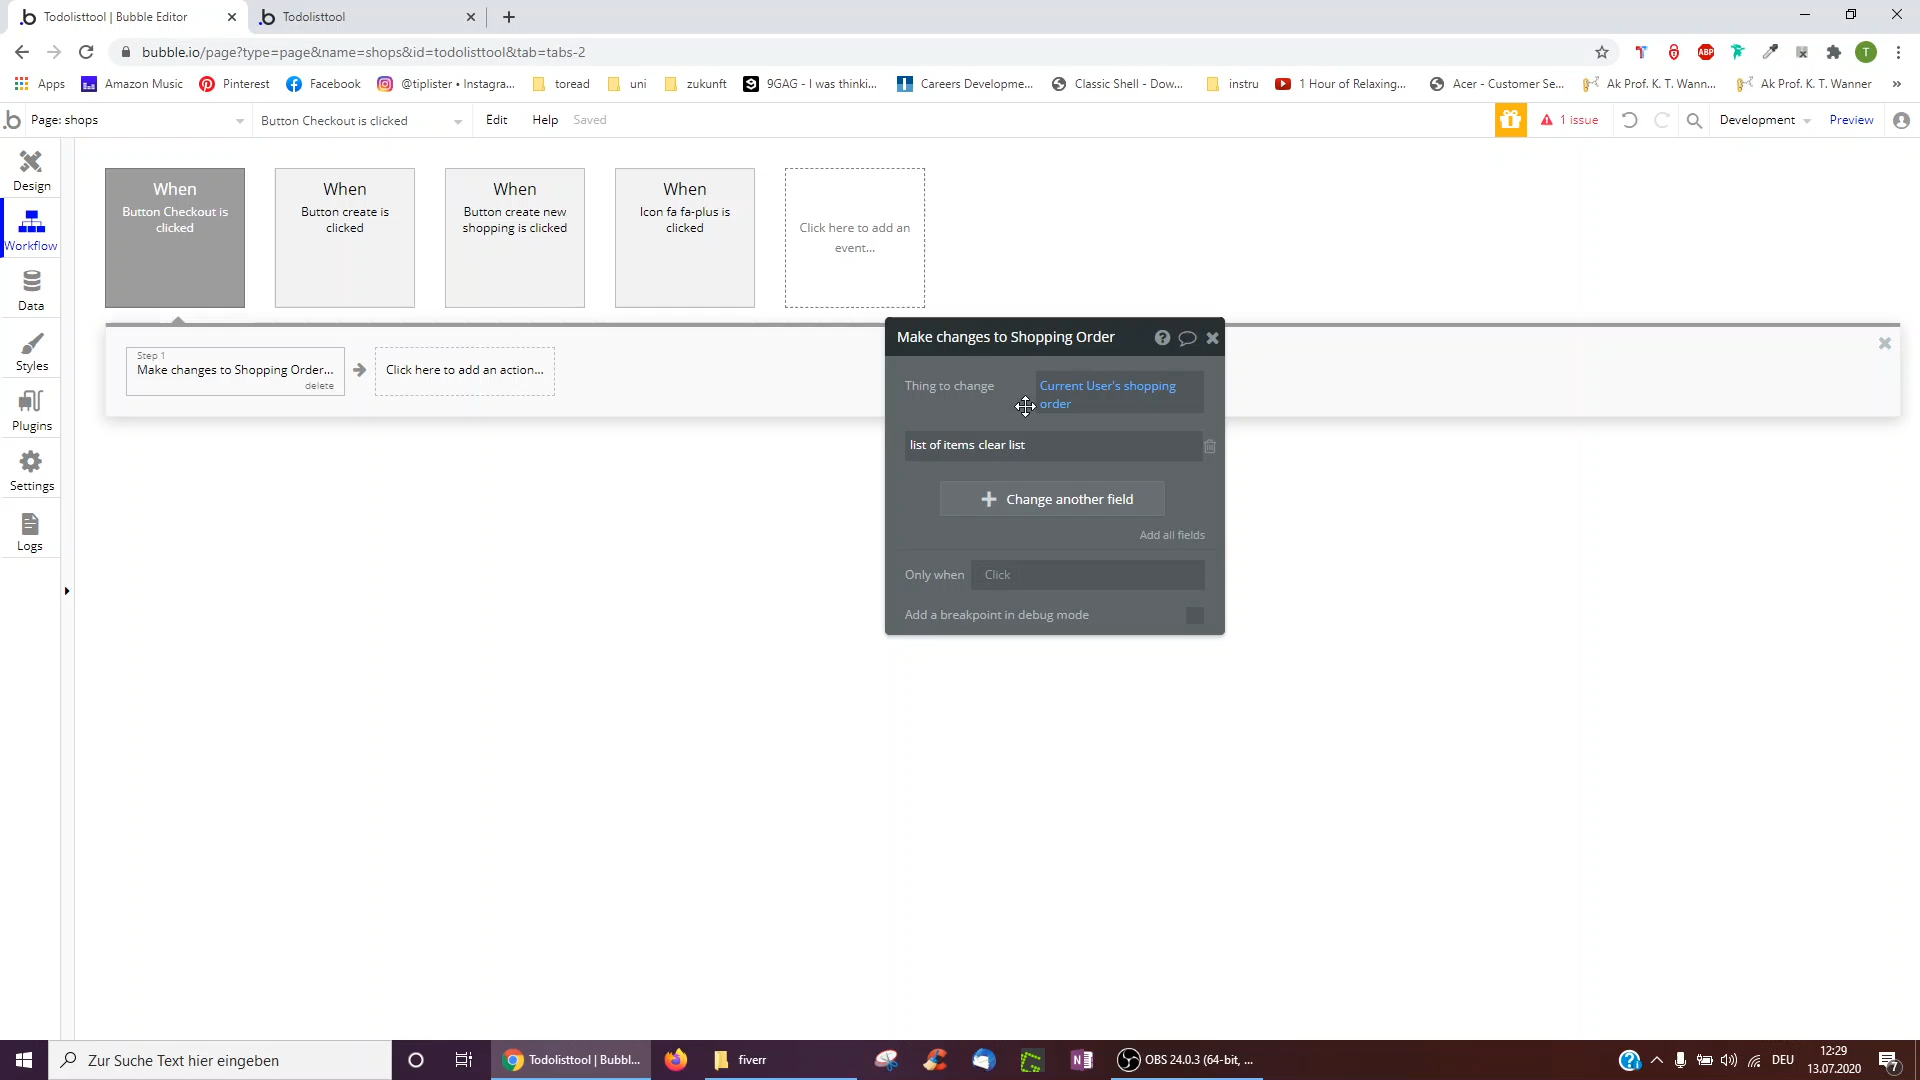 Todolisttool | Bubble Editor
Todolisttool
bubble.io/page?type=page&name=shops&id=todolisttool&tab=tabs-2
Apps
Amazon Music
Pinterest
Facebook
@tiplister • Instagra...
toread
uni
zukunft
9GAG - I was thinki...
Careers Developme...
Classic Shell - Dow...
instru
1 Hour of Relaxing...
Acer - Customer Se...
Ak Prof. K. T. Wann...
Ak Prof. K. T. Wanner
»
Page: shops
Button Checkout is clicked
Edit
Help
Saved
1 issue
Development
Preview
Design
Workflow
Data
Styles
Plugins
Settings
Logs
When
Button Checkout is
clicked
When
Button create is
clicked
When
Button create new
shopping is clicked
When
Icon fa fa-plus is
clicked
Click here to add an
event...
Step 1
Make changes to Shopping Order...
delete
Click here to add an action...
Make changes to Shopping Order
Thing to change
Current User's shopping
order
list of items clear list
Change another field
Add all fields
Only when
Click
Add a breakpoint in debug mode
Zur Suche Text hier eingeben
Todolisttool | Bubbl...
fiverr
OBS 24.0.3 (64-bit, ...
DEU
12:29
13.07.2020
7
ABP
T